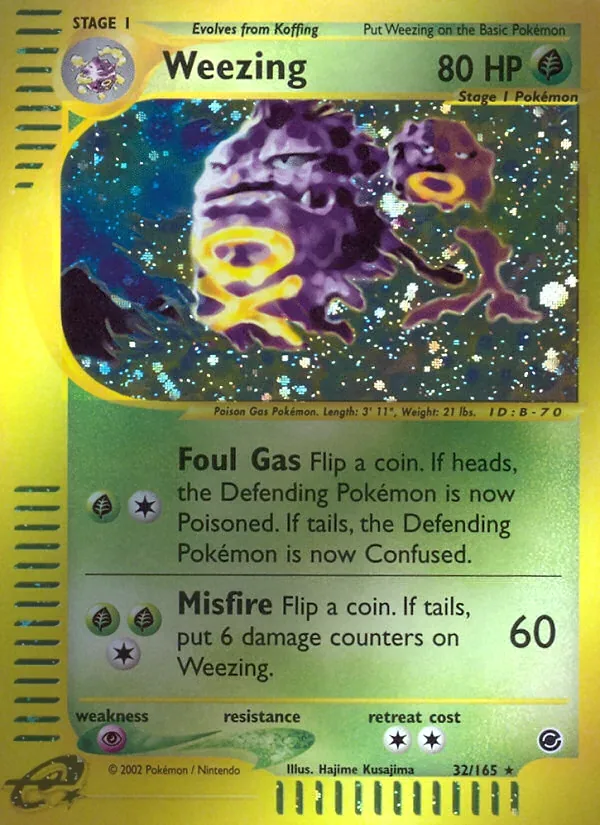 STAGE 1
Evolves from Koffing
Put Weezing on the Basic Pokémon
Weezing
80 HP
Stage 1 Pokémon
Poison Gas Pokémon. Length: 3' 11", Weight: 21 lbs. ID:B-70
Foul Gas Flip a coin. If heads,
the Defending Pokémon is now
Poisoned. If tails, the Defending
Pokémon is now Confused.
Misfire Flip a coin. If tails,
put 6 damage counters on
Weezing.
60
weakness
resistance
retreat cost
© 2002 Pokémon / Nintendo
Illus. Hajime Kusajima
32/165 ★